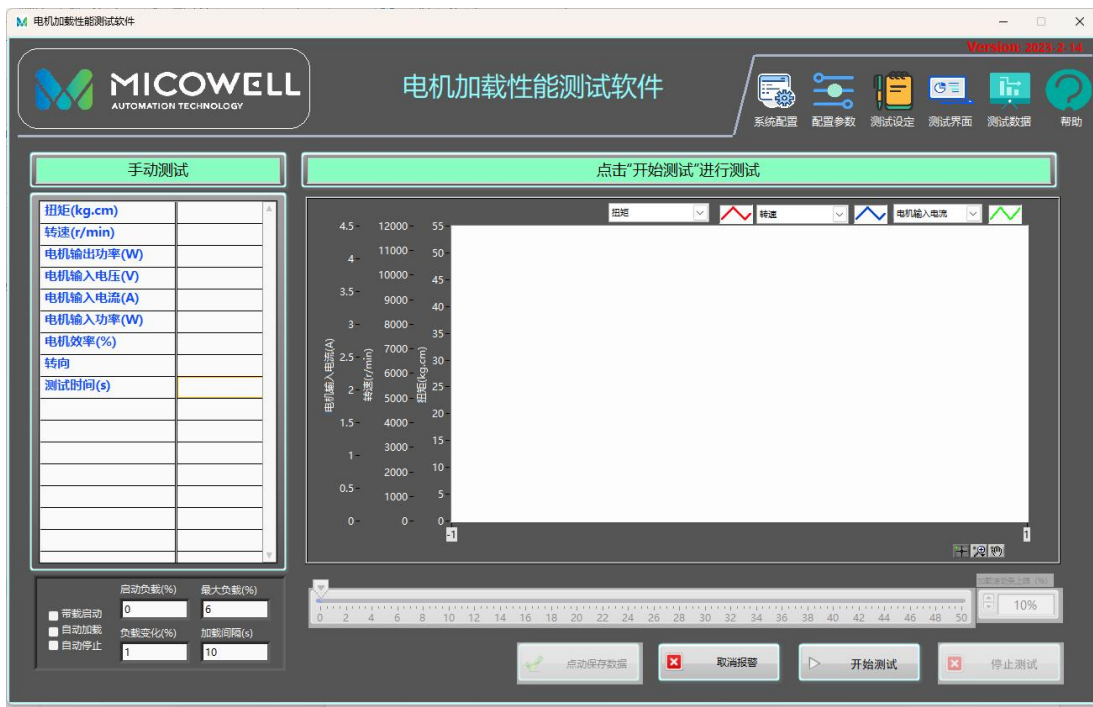 电机加载性能测试软件
Version: 2023-2-14
MICOWELL
AUTOMATION TECHNOLOGY
电机加载性能测试软件
系统配置 配置参数 测试设定 测试界面 测试数据 帮助
手动测试
点击"开始测试"进行测试
扭矩(kg.cm)
转速(r/min)
电机输出功率(W)
电机输入电压(V)
电机输入电流(A)
电机输入功率(W)
电机效率(%)
转向
测试时间(s)
扭矩 转速 电机输入电流
4.5 12000 55
11000 50
4
10000 45
3.5
9000 40
3 8000
35
7000
2.5 30
6000
2 25
5000
20
1.5 4000
15
3000
1
2000 10
0.5
1000 5
0 0 0
电机输入电流(A)
转速(r/min)
扭矩(kg.cm)
-1 1
启动负载(%) 最大负载(%)
0 6
带载启动
自动加载
自动停止
负载变化(%) 加载间隔(s)
1 10
0 2 4 6 8 10 12 14 16 18 20 22 24 26 28 30 32 34 36 38 40 42 44 46 48 50
10%
点动保存数据 取消报警 开始测试 停止测试